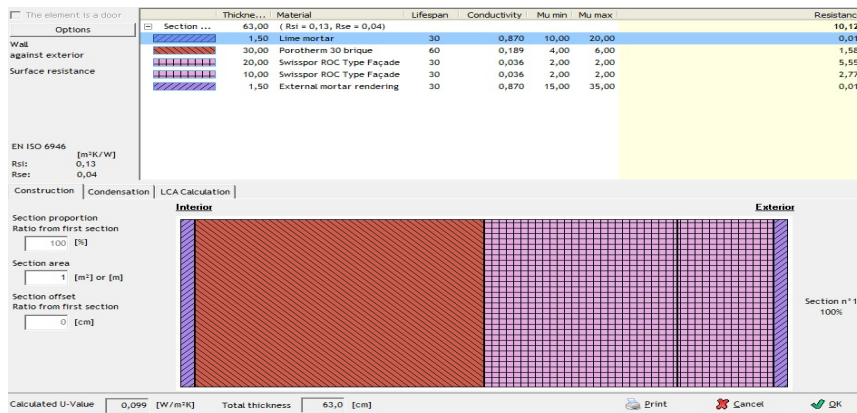 The element is a door
Options
Wall
against exterior
Surface resistance
EN ISO 6946
[m²K/W]
Rsi: 0,13
Rse: 0,04
Thickne... Material Lifespan Conductivity Mu min Mu max Resistanc
Section ... 63,00 ( Rsi = 0,13, Rse = 0,04) 10,12
1,50 Lime mortar 30 0,870 10,00 20,00 0,01
30,00 Porotherm 30 brique 60 0,189 4,00 6,00 1,58
20,00 Swisspor ROC Type Façade 30 0,036 2,00 2,00 5,55
10,00 Swisspor ROC Type Façade 30 0,036 2,00 2,00 2,77
1,50 External mortar rendering 30 0,870 15,00 35,00 0,01
Construction Condensation LCA Calculation
Section proportion
Ratio from first section
100 [%]
Section area
1 [m²] or [m]
Section offset
Ratio from first section
0 [cm]
Interior Exterior
Section n°1
100%
Calculated U-Value 0,099 [W/m²K] Total thickness 63,0 [cm] Print Cancel OK